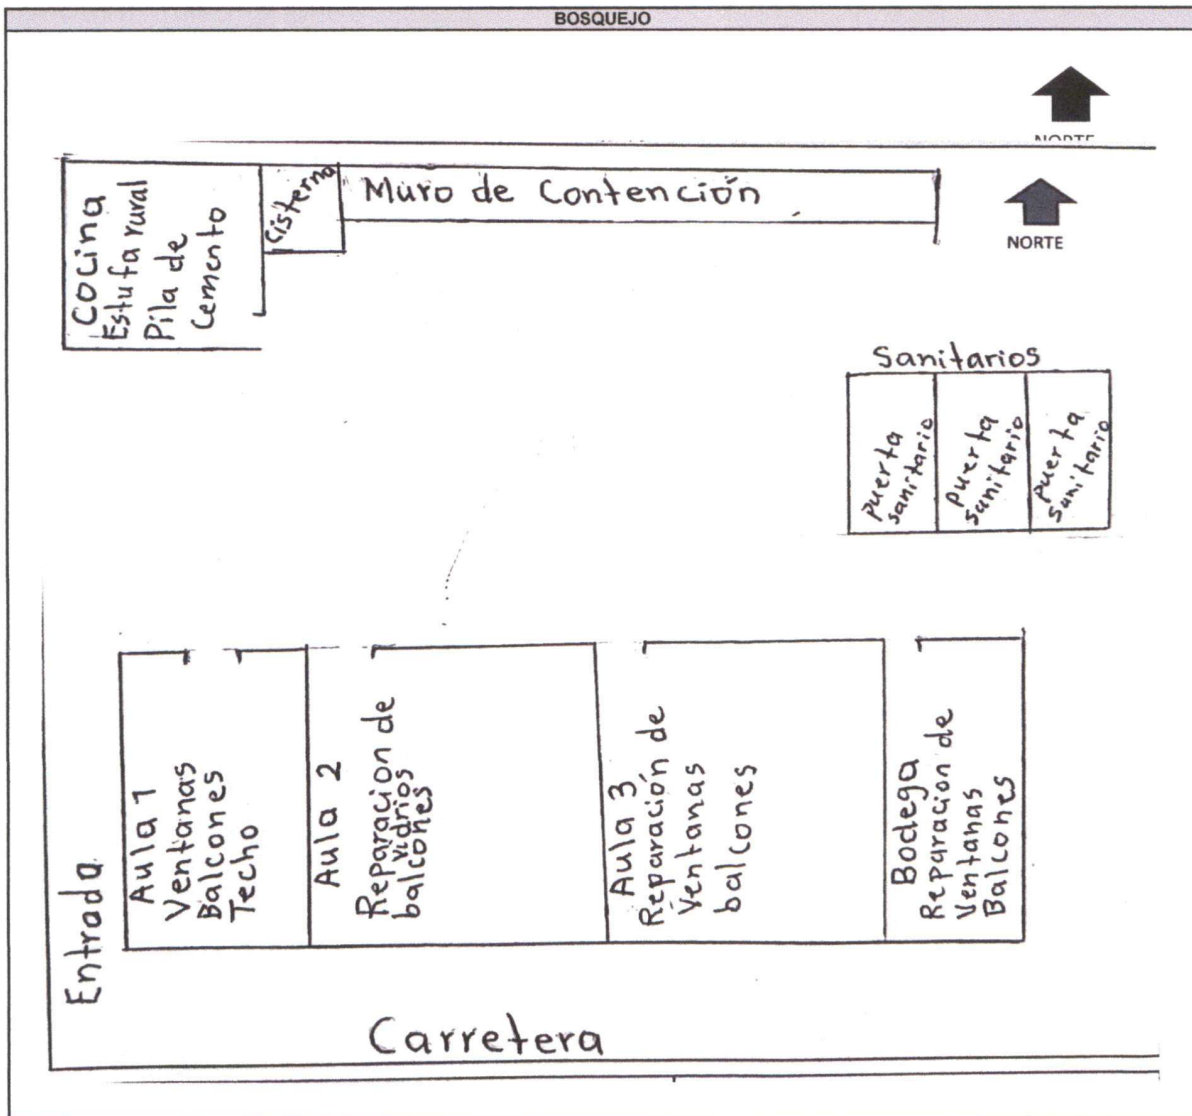 BOSQUEJO
NORTE
NORTE
Cocina
Estufa rural
Pila de
Cemento
Cisterna
Muro de Contención
Sanitarios
puerta
sanitario
puerta
sanitario
puerta
sanitario
Entrada
Aula 1
Ventanas
Balcones
Techo
Aula 2
Reparacion de
vidrios
balcones
Aula 3
Reparación de
Ventanas
balcones
Bodega
Reparacion de
Ventanas
Balcones
Carretera